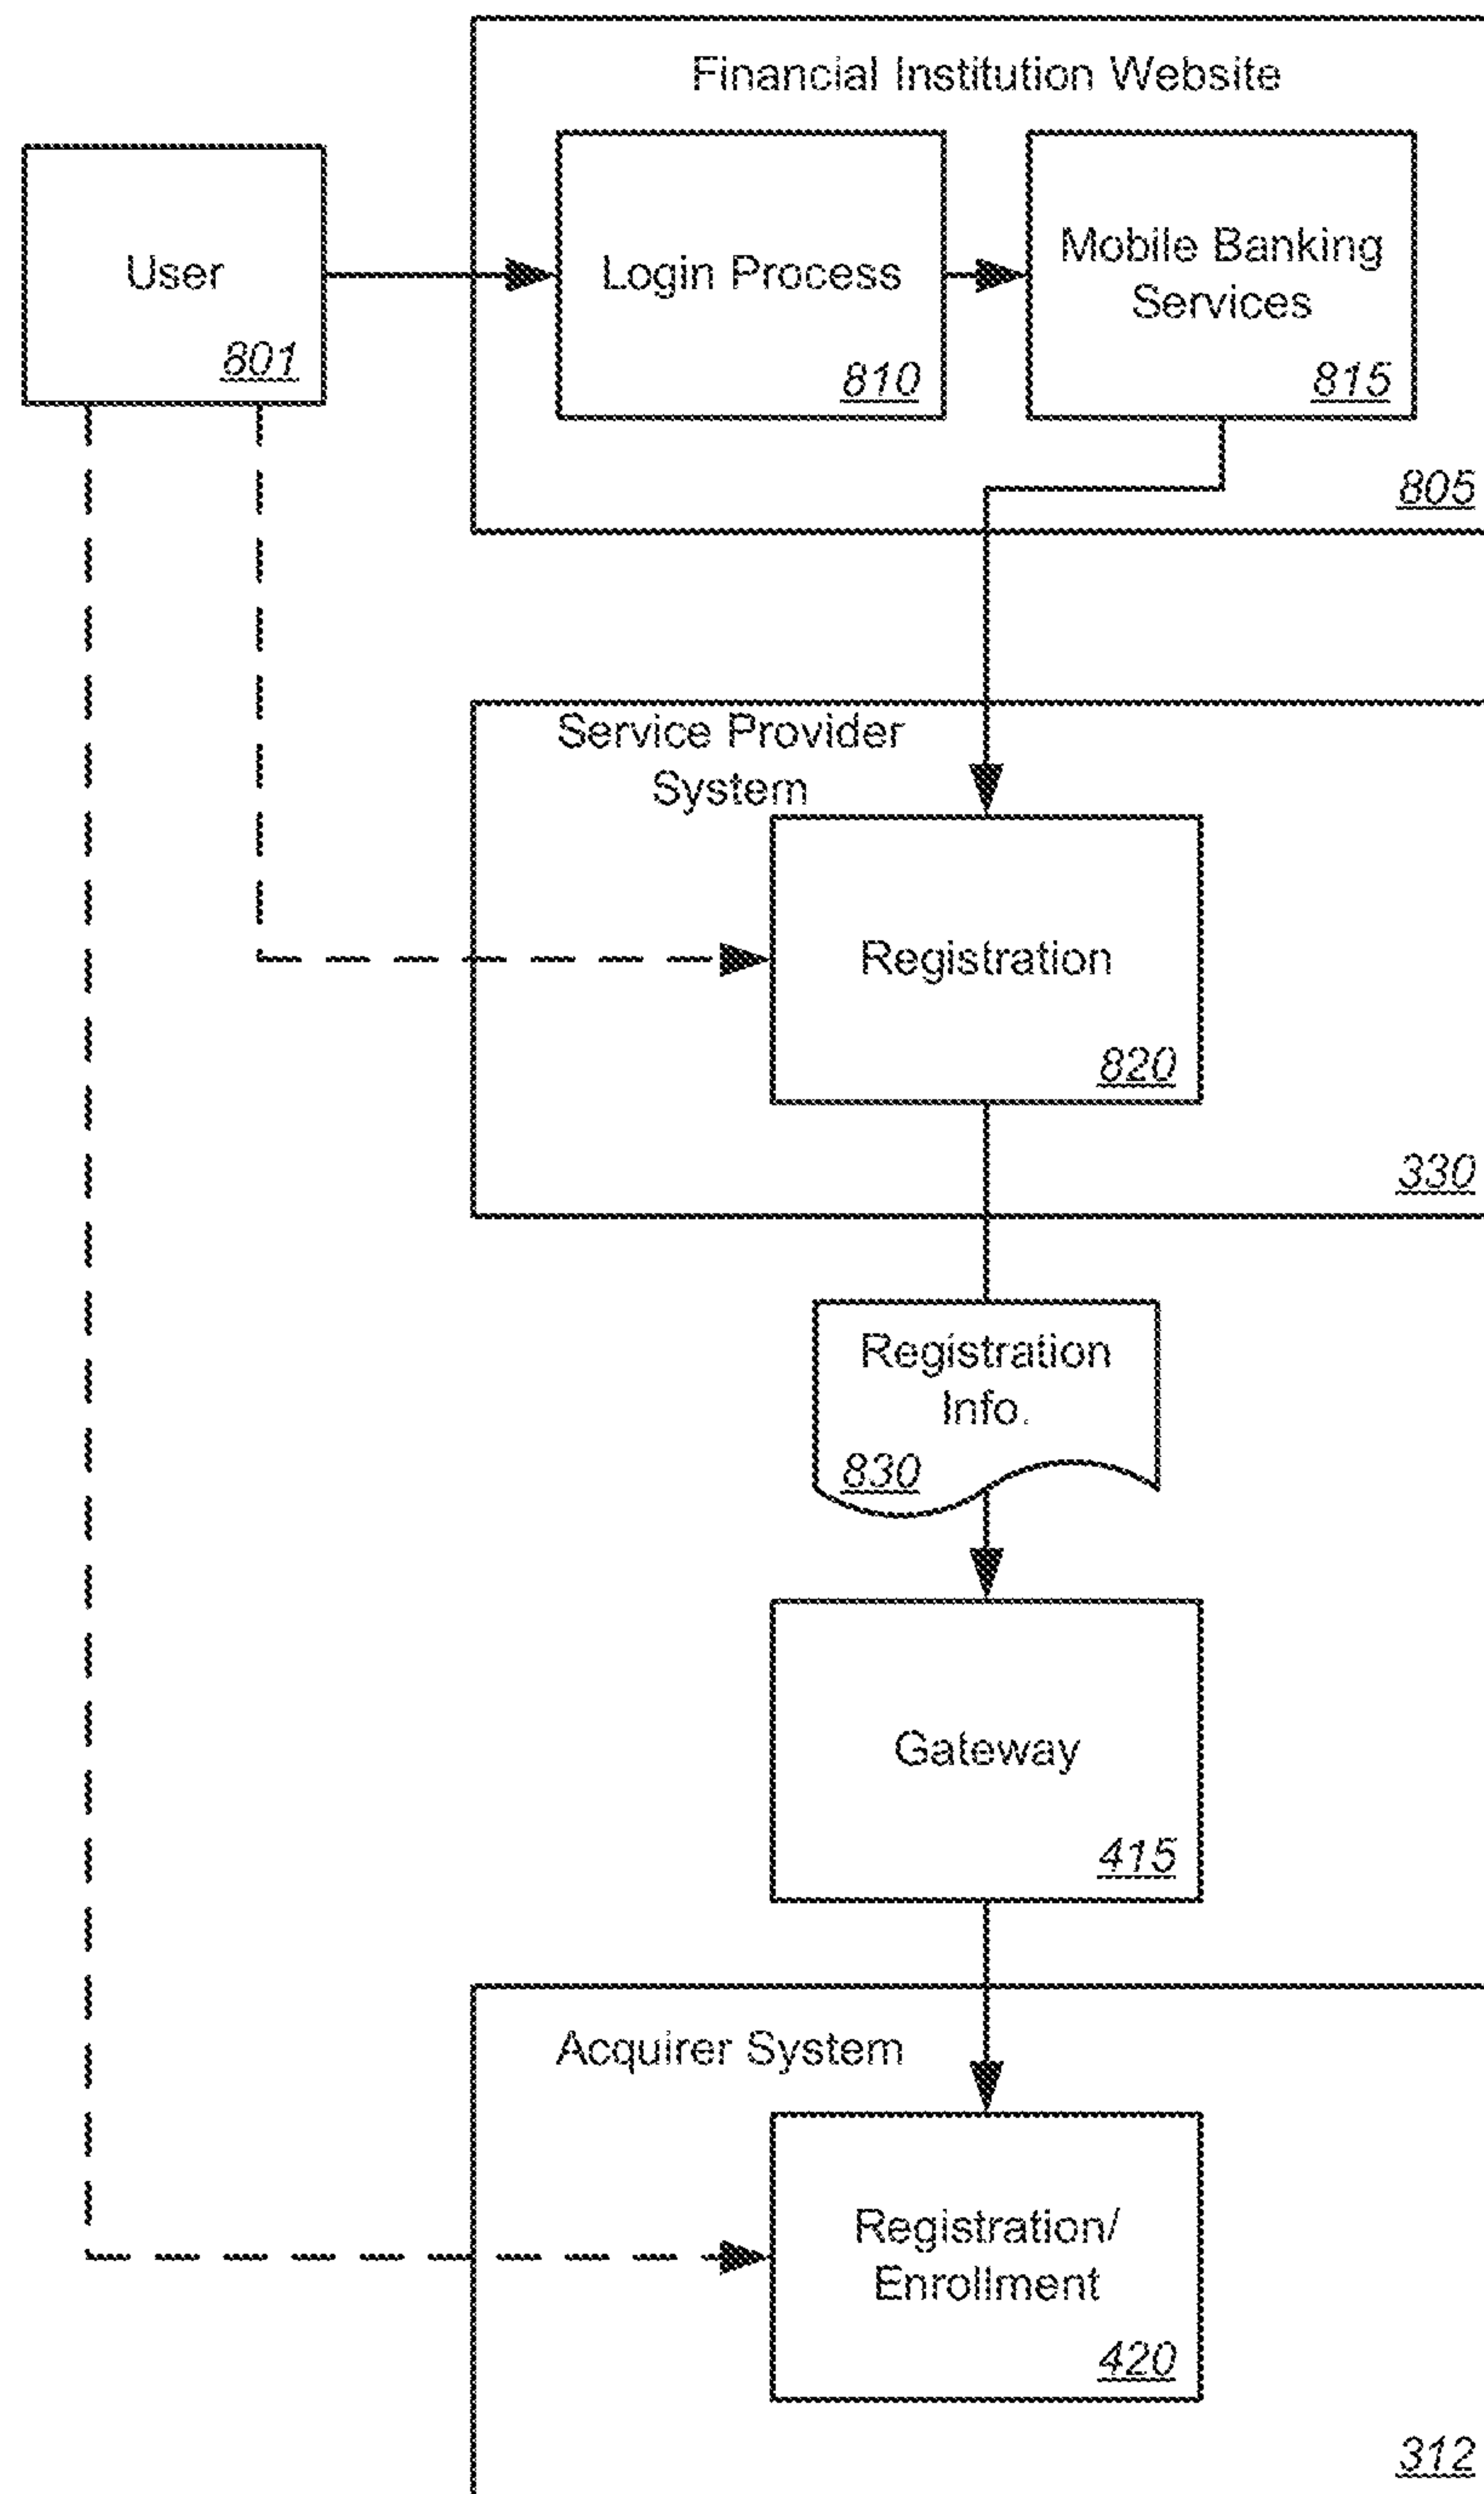 Financial Institution Website
User
801
Login Process
810
Mobile Banking
Services
815
805
Service Provider
System
Registration
820
330
Registration
Info.
830
Gateway
415
Acquirer System
Registration/
Enrollment
420
312